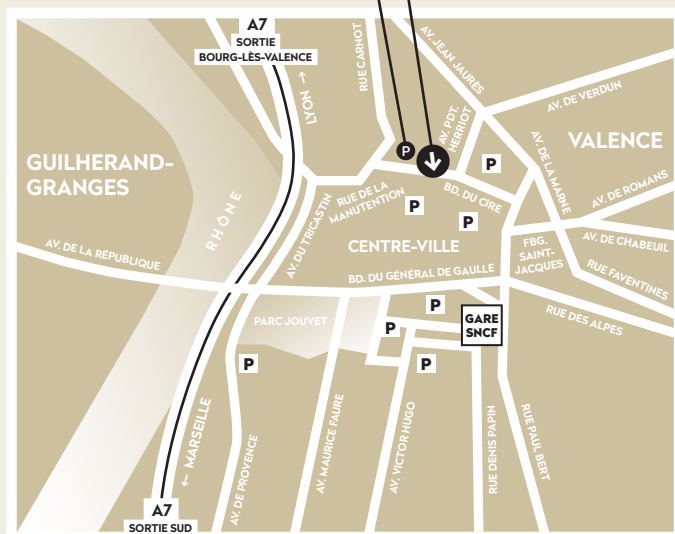 A7
SORTIE
BOURG-LÈS-VALENCE
← LYON
RUE CARNOT
AV. JEAN JAURÈS
AV. PDT.
HERRIOT
AV. DE VERDUN
VALENCE
AV. DE LA MARNE
P
P
GUILHERAND-
GRANGES
RHÔNE
AV. DU TRICASTIN
RUE DE LA
MANUTENTION
P
BD. DU CIRE
P
AV. DE ROMANS
AV. DE CHABEUIL
AV. DE LA RÉPUBLIQUE
CENTRE-VILLE
FBG.
SAINT-
JACQUES
RUE FAVENTINES
BD. DU GÉNÉRAL DE GAULLE
PARC JOUVET
P
P
GARE
SNCF
RUE DES ALPES
P
P
← MARSEILLE
AV. DE PROVENCE
AV. MAURICE FAURE
AV. VICTOR HUGO
RUE DENIS PAPIN
RUE PAUL BERT
A7
SORTIE SUD